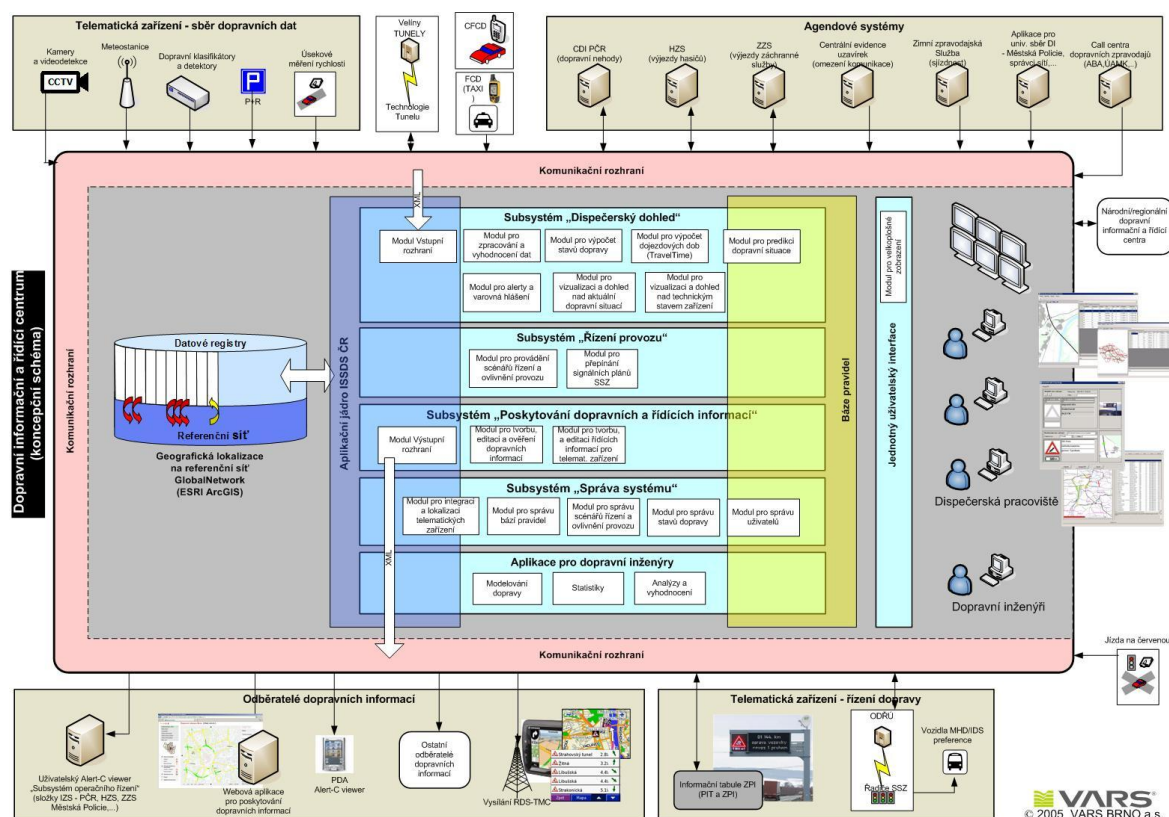 Telematická zařízení - sběr dopravních dat
Kamery
a videodetekce
CCTV
Meteostanice
Dopravní klasifikátory
a detektory
P
P+R
Úsekové
měření rychlosti
Velíny
TUNELY
Technologie
Tunelu
CFCD
FCD
(TAXI
)
Agendové systémy
CDI PČR
(dopravní nehody)
HZS
(výjezdy hasičů)
ZZS
(výjezdy záchranné
služby)
Centrální evidence
uzavírek
(omezení komunikace)
Zimní zpravodajská
Služba
(sjízdnost)
Aplikace pro
univ. sběr DI
- Městská Policie,
správci sítí,...
Call centra
dopravních zpravodajů
(ABA,ÚAMK,..)
Dopravní informační a řídící centrum
(koncepční schéma)
Komunikační rozhraní
Komunikační rozhraní
XML
Aplikační jádro ISSDS ČR
Subsystém „Dispečerský dohled“
Modul Vstupní
rozhraní
Modul pro
zpracování a
vyhodnocení dat
Modul pro výpočet
stavů dopravy
Modul pro výpočet
dojezdových dob
(TravelTime)
Modul pro predikci
dopravní situace
Modul pro alerty a
varovná hlášení
Modul pro
vizualizaci a dohled
nad aktuální
dopravní situací
Modul pro
vizualizaci a dohled
nad technickým
stavem zařízení
Subsystém „Řízení provozu“
Modul pro provádění
scénářů řízení a
ovlivnění provozu
Modul pro
přepínání
signálních plánů
SSZ
Subsystém „Poskytování dopravních a řídících informací“
Modul Výstupní
rozhraní
Modul pro tvorbu,
editaci a ověření
dopravních
informací
Modul pro tvorbu,
a editaci řídících
informací pro
telemat. zařízení
Subsystém „Správa systému“
Modul pro integraci
a lokalizaci
telematických
zařízení
Modul pro správu
bází pravidel
Modul pro správu
scénářů řízení a
ovlivnění provozu
Modul pro správu
stavů dopravy
Modul pro správu
uživatelů
Aplikace pro dopravní inženýry
Modelování
dopravy
Statistiky
Analýzy a
vyhodnocení
XML
Báze pravidel
Jednotný uživatelský interface
Modul pro velkoplošné
zobrazení
Datové registry
Referenční síť
Geografická lokalizace
na referenční síť
GlobalNetwork
(ESRI ArcGIS)
Dispečerská pracoviště
Dopravní inženýři
Národní/regionální
dopravní
informační a řídící
centra
Komunikační rozhraní
Jízda na červenou
Odběratelé dopravních informací
Uživatelský Alert-C viewer
„Subsystém operačního řízení“
(složky IZS - PČR, HZS, ZZS
Městská Policie,...)
Webová aplikace
pro poskytování
dopravních informací
PDA
Alert-C viewer
Ostatní
odběratelé
dopravních
informací
Vysílání RDS-TMC
Strahovský tunel 2.8
Žitná 3.2
Libušská 4.4
Libušská 4.4
Strakonická
Telematická zařízení - řízení dopravy
Informační tabule ZPI
(PIT a ZPI)
ODŘÚ
Řadiče SSZ
Vozidla MHD/IDS
preference
VARS
© 2005 VARS BRNO a.s.